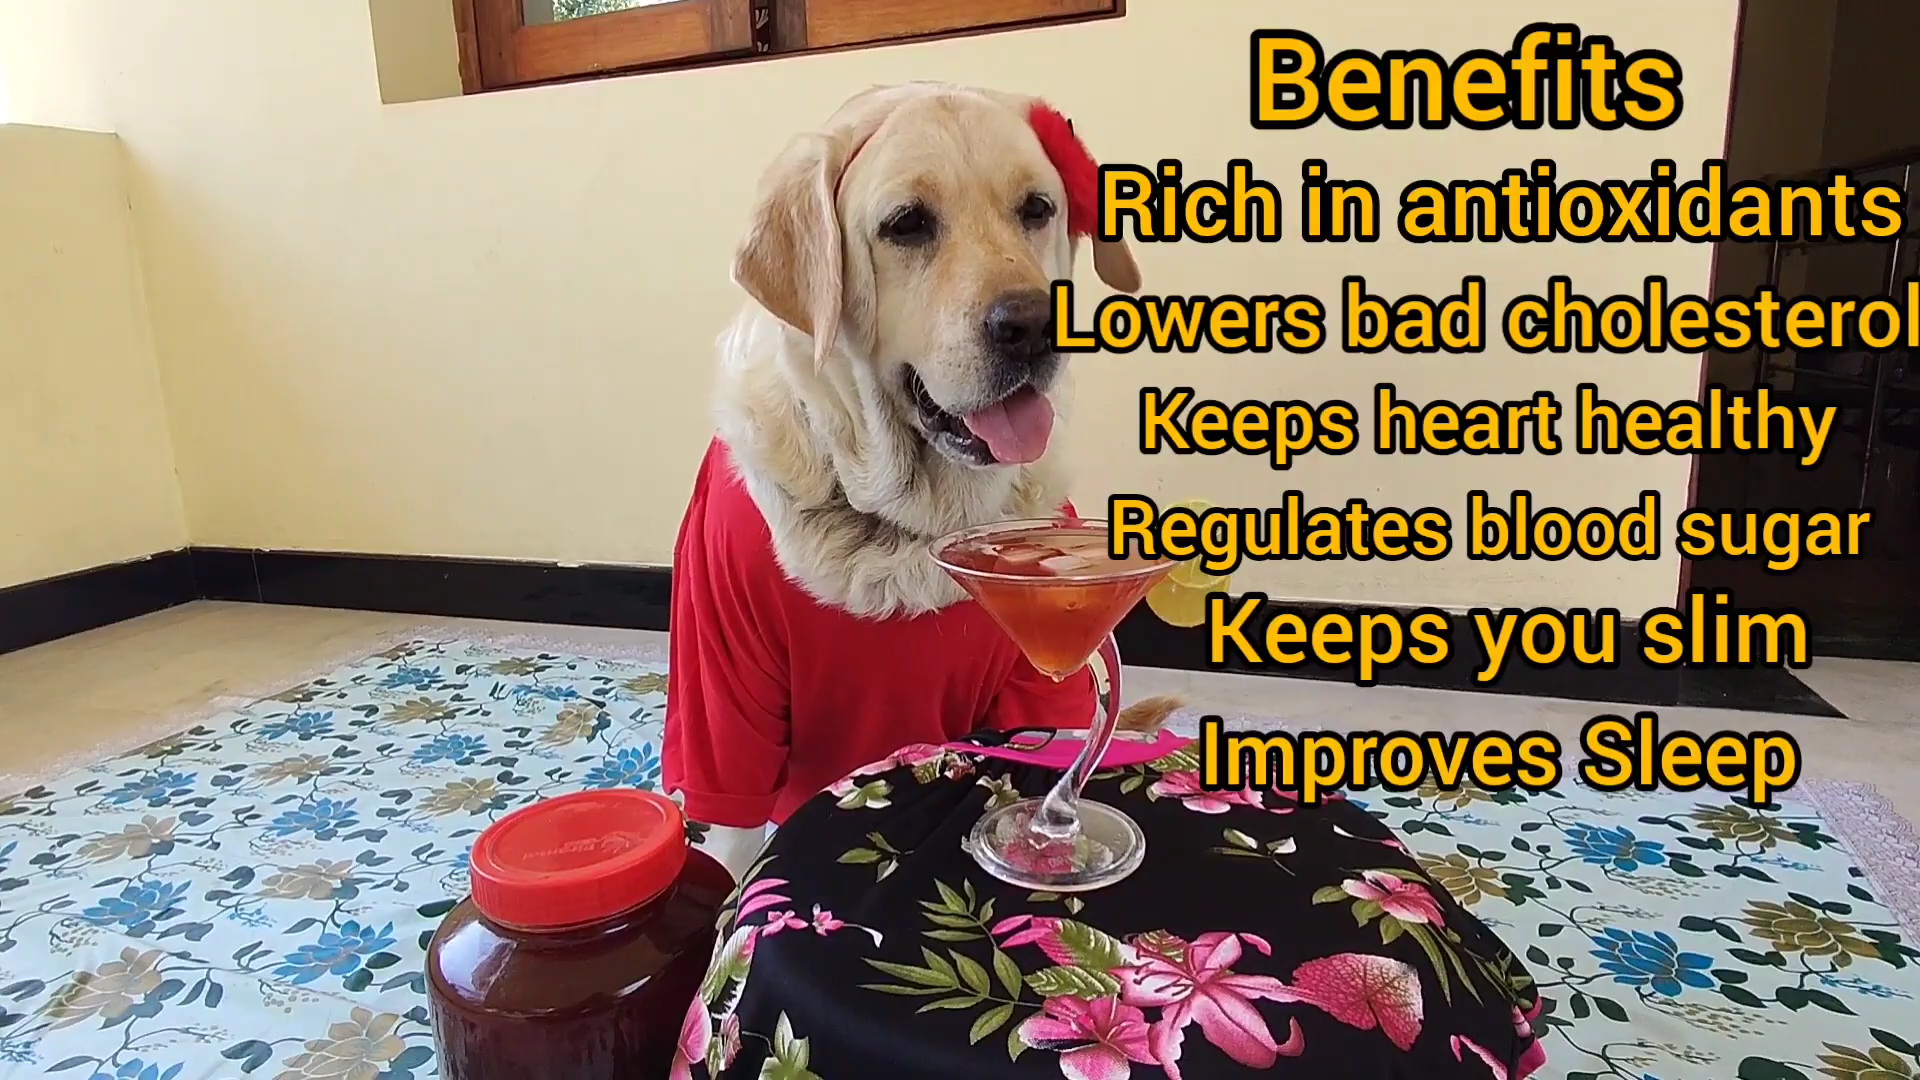 Benefits
Rich in antioxidants
Lowers bad cholesterol
Keeps heart healthy
Regulates blood sugar
Keeps you slim
Improves Sleep